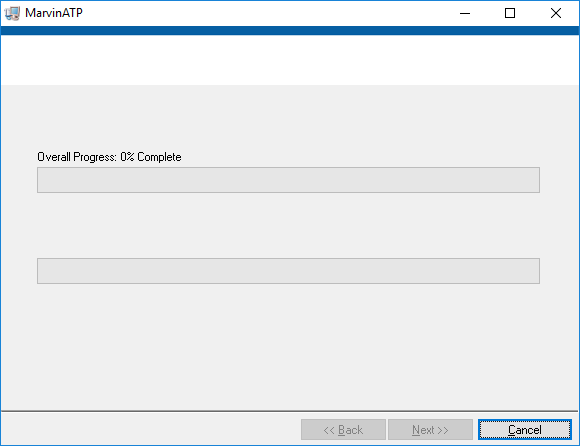 MarvinATP
Overall Progress: 0% Complete
<< Back
Next >>
Cancel